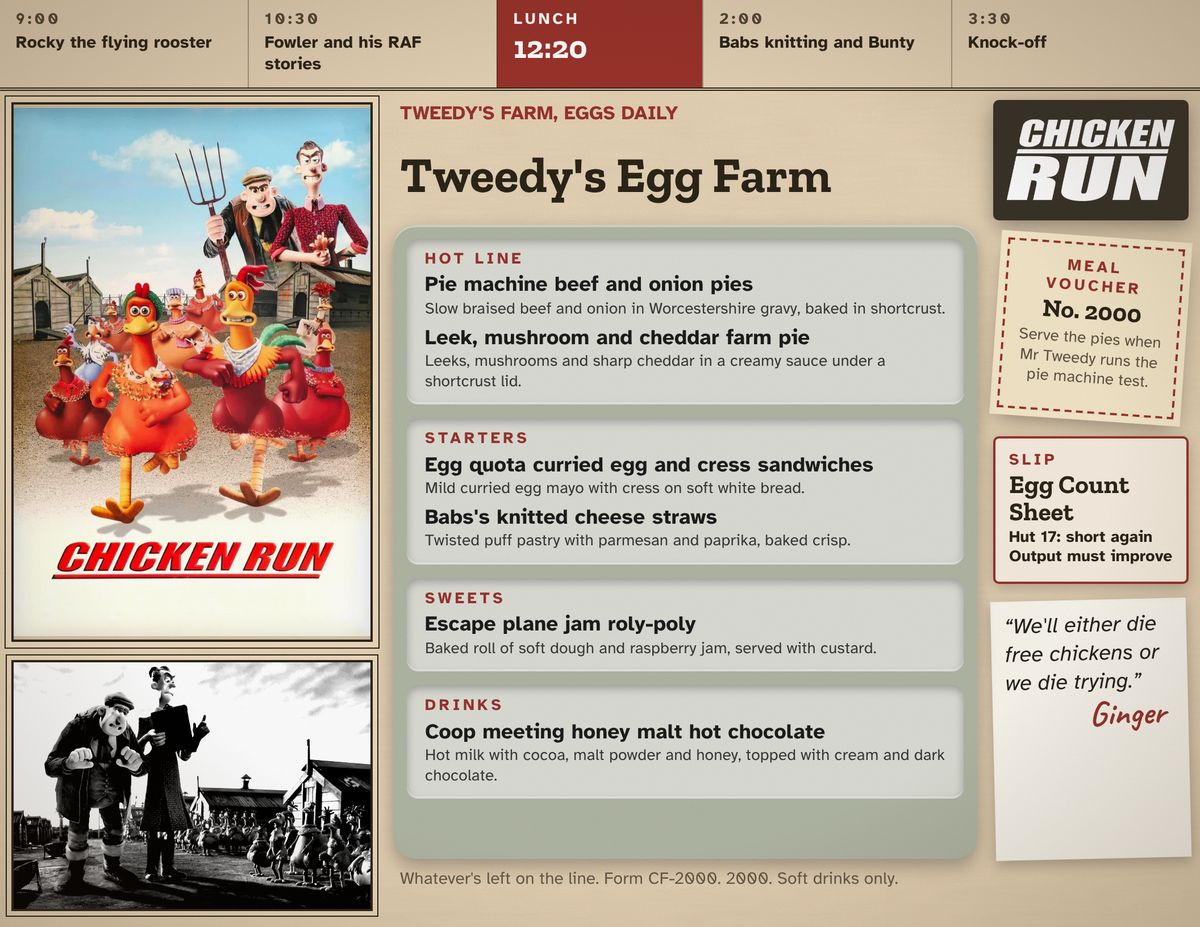 9:00
Rocky the flying rooster
10:30
Fowler and his RAF
stories
LUNCH
12:20
2:00
Babs knitting and Bunty
3:30
Knock-off
CHICKEN RUN
TWEEDY'S FARM, EGGS DAILY
Tweedy's Egg Farm
HOT LINE
Pie machine beef and onion pies
Slow braised beef and onion in Worcestershire gravy, baked in shortcrust.
Leek, mushroom and cheddar farm pie
Leeks, mushrooms and sharp cheddar in a creamy sauce under a
shortcrust lid.
STARTERS
Egg quota curried egg and cress sandwiches
Mild curried egg mayo with cress on soft white bread.
Babs's knitted cheese straws
Twisted puff pastry with parmesan and paprika, baked crisp.
SWEETS
Escape plane jam roly-poly
Baked roll of soft dough and raspberry jam, served with custard.
DRINKS
Coop meeting honey malt hot chocolate
Hot milk with cocoa, malt powder and honey, topped with cream and dark
chocolate.
Whatever's left on the line. Form CF-2000. 2000. Soft drinks only.
CHICKEN
RUN
MEAL
VOUCHER
No. 2000
Serve the pies when
Mr Tweedy runs the
pie machine test.
SLIP
Egg Count
Sheet
Hut 17: short again
Output must improve
“We'll either die
free chickens or
we die trying.”
Ginger